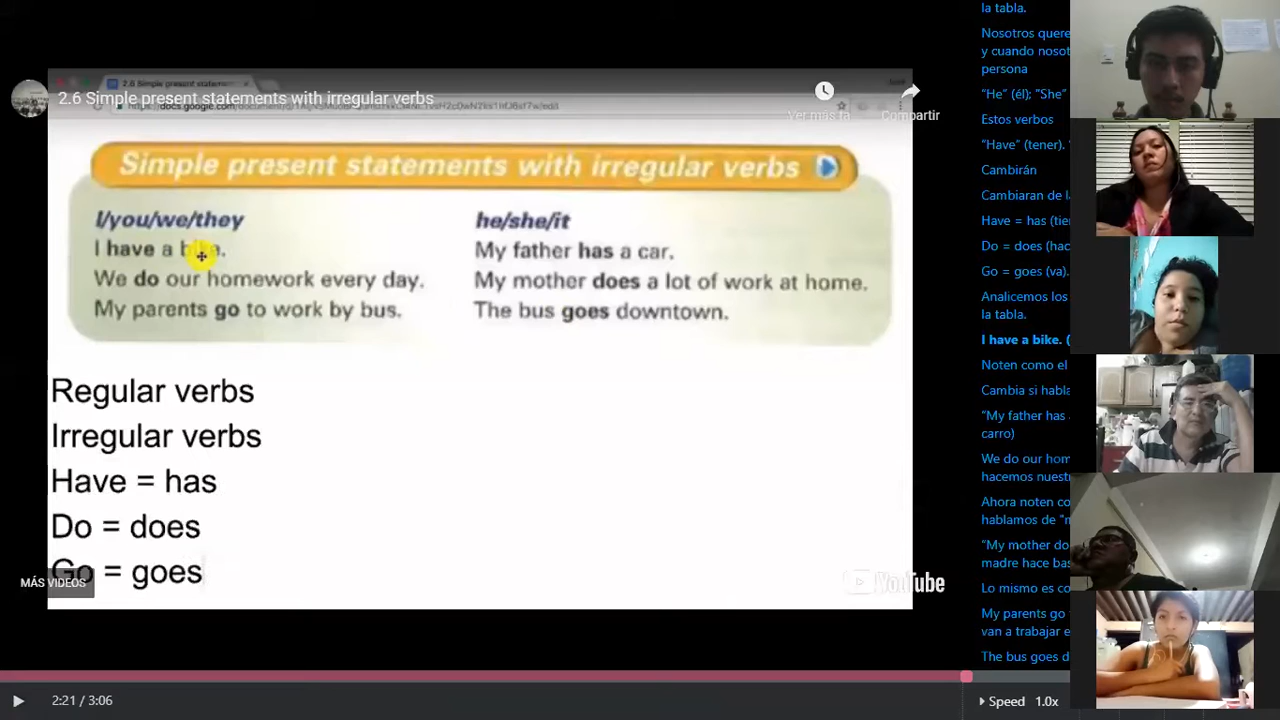 2.6 Simple present statements with irregular verbs
Ver más ta
Compartir
Simple present statements with irregular verbs
I/you/we/they
he/she/it
I have a bike.
My father has a car.
We do our homework every day.
My mother does a lot of work at home.
My parents go to work by bus.
The bus goes downtown.
Regular verbs
Irregular verbs
Have = has
Do = does
Go = goes
MÁS VIDEOS
YouTube
2:21 / 3:06
Speed 1.0x
la tabla.
Nosotros quere
y cuando nosot
persona
“He” (él); "She”
Estos verbos
“Have” (tener).
Cambirán
Cambiaran de l
Have = has (tie
Do = does (hac
Go = goes (va).
Analicemos los
la tabla.
I have a bike. (
Noten como el
Cambia si habla
“My father has
carro)
We do our hom
hacemos nuest
Ahora noten co
hablamos de "m
“My mother do
madre hace bas
Lo mismo es co
My parents go
van a trabajar e
The bus goes d